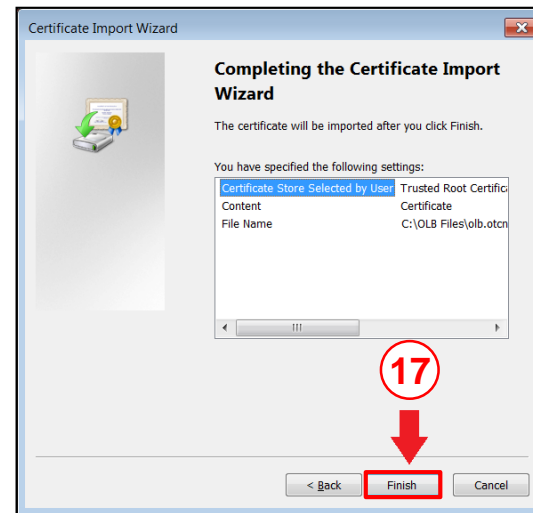 Certificate Import Wizard
Completing the Certificate Import
Wizard
The certificate will be imported after you click Finish.
You have specified the following settings:
Certificate Store Selected by User Trusted Root Certific
Content Certificate
File Name C:\OLB Files\olb.otcn
17
< Back Finish Cancel